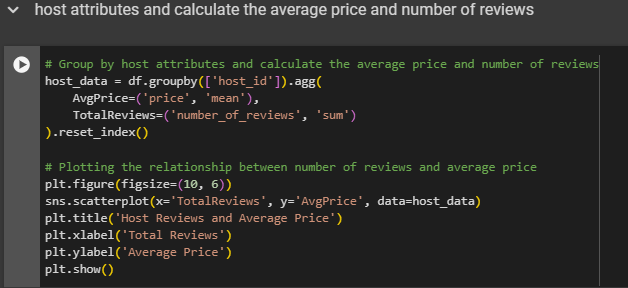 host attributes and calculate the average price and number of reviews
# Group by host attributes and calculate the average price and number of reviews
host_data = df.groupby(['host_id']).agg(
    AvgPrice=('price', 'mean'),
    TotalReviews=('number_of_reviews', 'sum')
).reset_index()
# Plotting the relationship between number of reviews and average price
plt.figure(figsize=(10, 6))
sns.scatterplot(x='TotalReviews', y='AvgPrice', data=host_data)
plt.title('Host Reviews and Average Price')
plt.xlabel('Total Reviews')
plt.ylabel('Average Price')
plt.show()